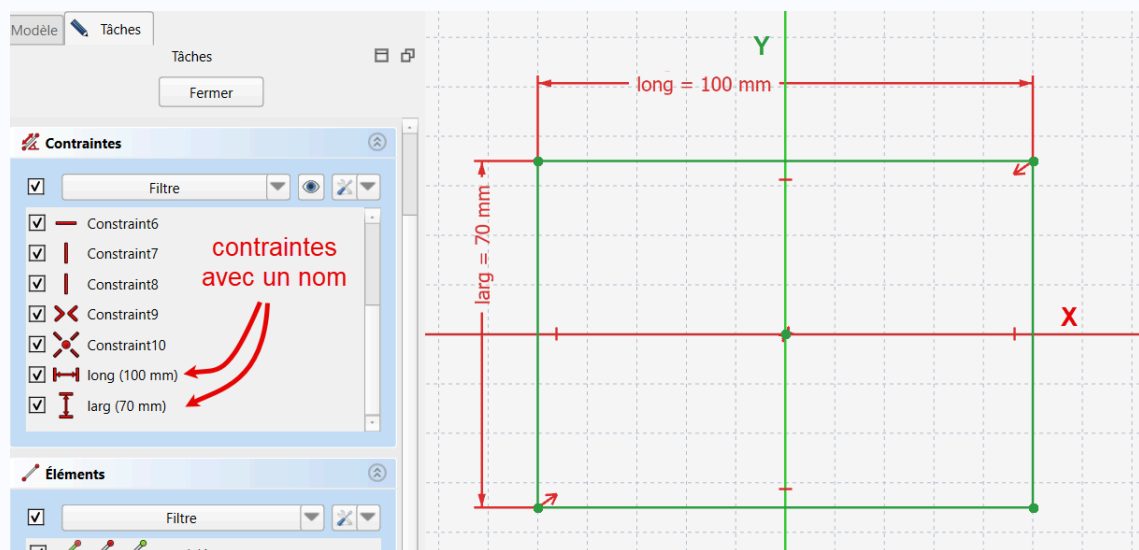 Modèle
Tâches
Tâches
Fermer
Contraintes
Filtre
Constraint6
Constraint7
Constraint8
Constraint9
Constraint10
long (100 mm)
larg (70 mm)
contraintes
avec un nom
Éléments
Filtre
Y
long = 100 mm
larg = 70 mm
X